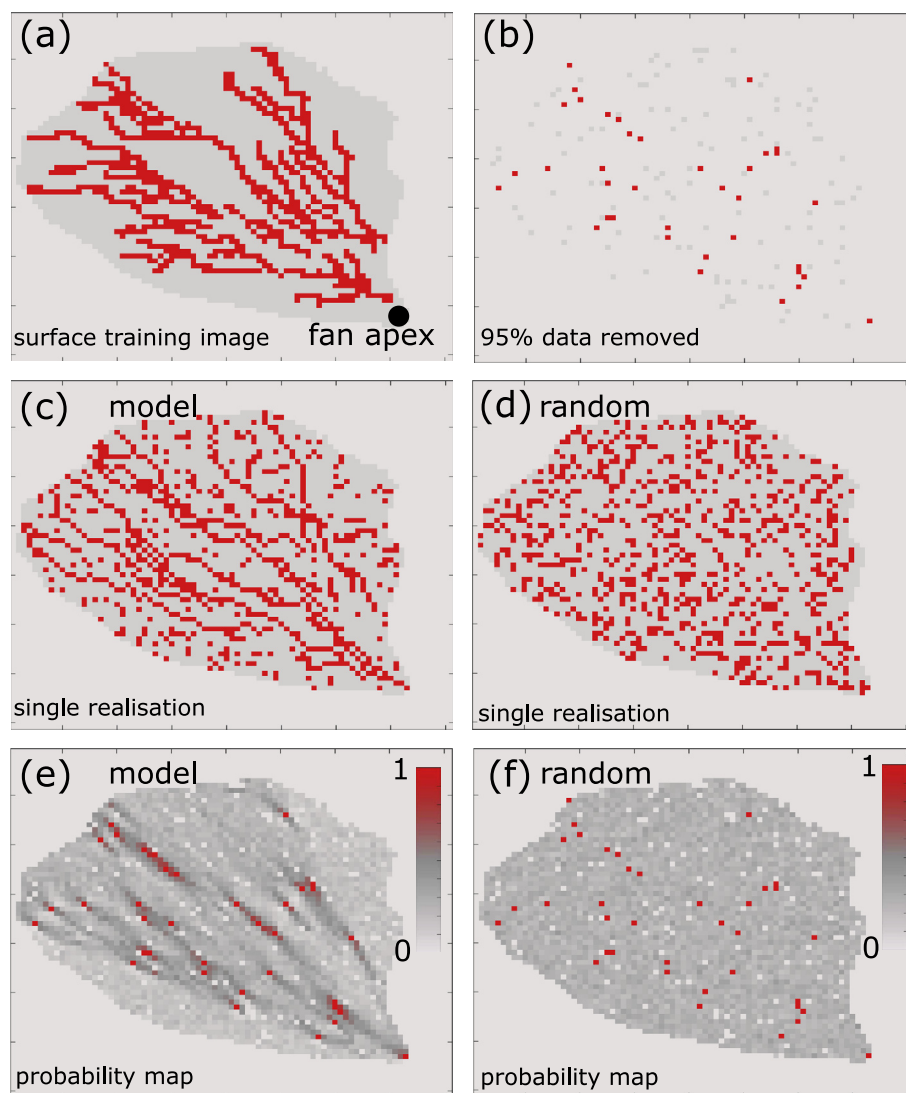 (a)
surface training image
fan apex
(b)
95% data removed
(c) model
single realisation
(d) random
single realisation
(e) model
1
0
probability map
(f) random
1
0
probability map